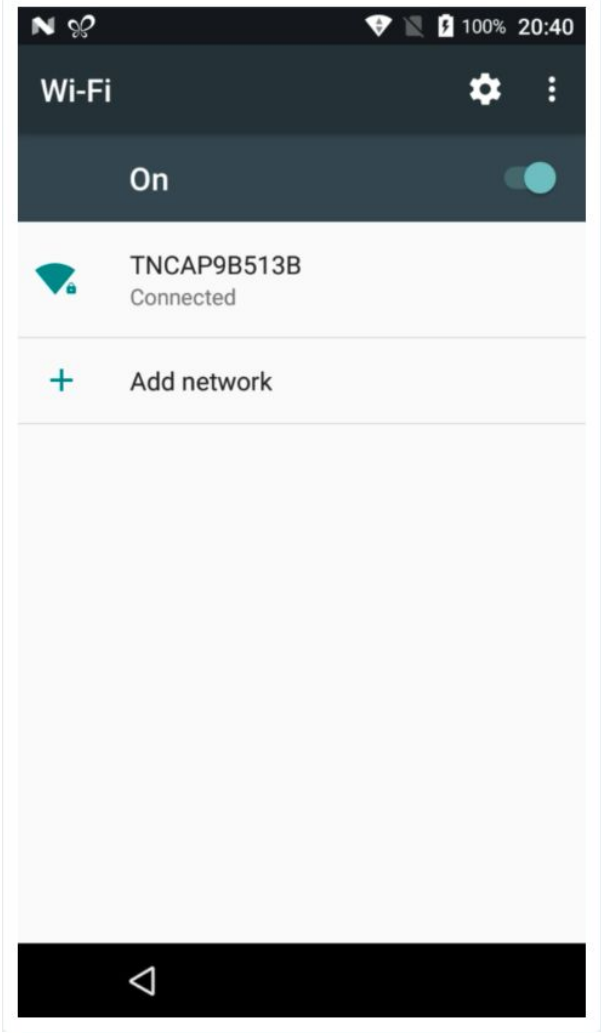 100% 20:40
Wi-Fi
On
TNCAP9B513B
Connected
Add network